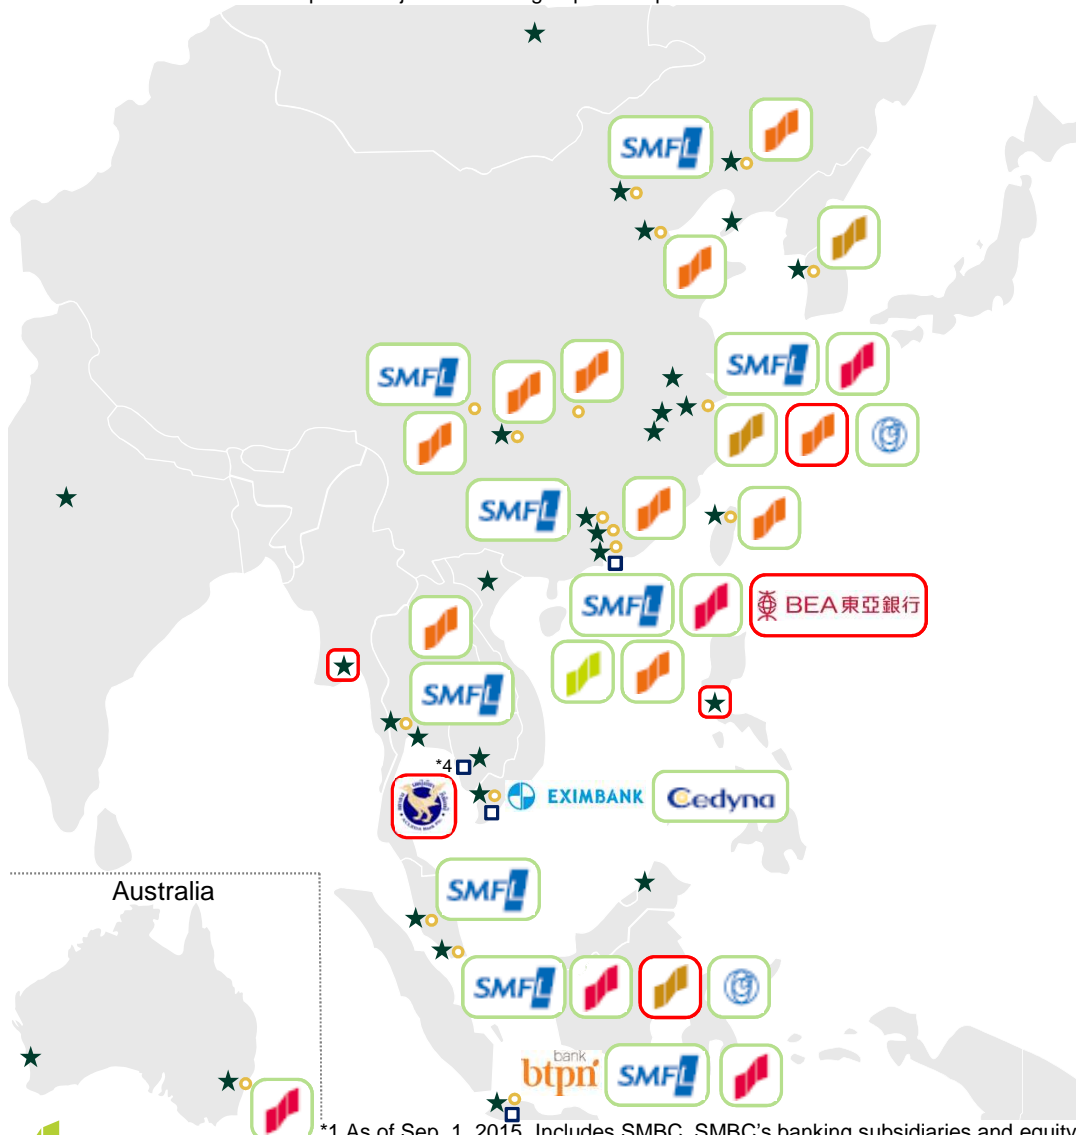 SMFL
SMFL
SMFL
SMFL
SMFL
BEA東亞銀行
SMFL
*4
EXIMBANK
Cedyna
SMFL
Australia
SMFL
bank
btpn
SMFL
*1 As of Sep. 1, 2015. Includes SMBC, SMBC's banking subsidiaries and equity